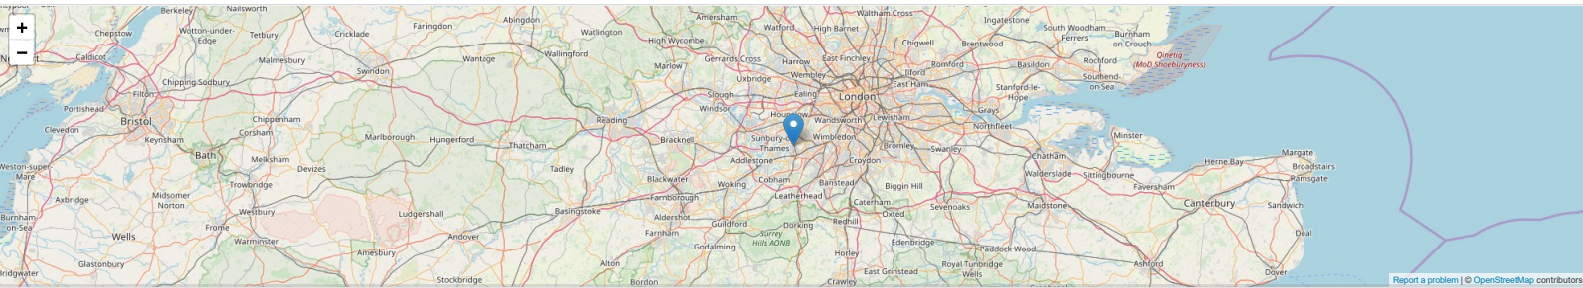 +
−
Chepstow
Berkeley
Nailsworth
Wotton-under-
Edge
Tetbury
Cricklade
Faringdon
Abingdon
Watlington
Amersham
Watford
High Barnet
Waltham Cross
Ingatestone
South Woodham
Ferrers
Burnham
on Crouch
Caldicot
Malmesbury
Wantage
Wallingford
High Wycombe
Chigwell
Brentwood
Rochford
Qinetiq
(MoD Shoeburyness)
Chipping Sodbury
Swindon
Marlow
Gerrards Cross
Harrow
East Finchley
Romford
Basildon
Filton
Uxbridge
Wembley
Ilford
East Ham
Southend-
on-Sea
Stanford-le-
Hope
Portishead
Slough
Ealing
London
Bristol
Chippenham
Reading
Windsor
Hounslow
Wandsworth
Lewisham
Grays
Northfleet
Clevedon
Keynsham
Corsham
Marlborough
Hungerford
Thatcham
Bracknell
Sunbury-on-
Thames
Wimbledon
Bromley
Swanley
Minster
Bath
Melksham
Devizes
Tadley
Addlestone
Croydon
Chatham
Herne Bay
Margate
Broadstairs
Ramsgate
Weston-super-
Mare
Trowbridge
Blackwater
Woking
Cobham
Banstead
Biggin Hill
Walderslade
Sittingbourne
Faversham
Axbridge
Midsomer
Norton
Westbury
Ludgershall
Basingstoke
Farnborough
Leatherhead
Caterham
Oxted
Sevenoaks
Maidstone
Canterbury
Sandwich
Burnham
-on-Sea
Frome
Aldershot
Guildford
Dorking
Redhill
Wells
Warminster
Andover
Farnham
Surrey
Hills AONB
Deal
Amesbury
Godalming
Horley
Edenbridge
Paddock Wood
Glastonbury
Alton
Royal Tunbridge
Wells
Ashford
Bridgwater
Stockbridge
Bordon
Crawley
East Grinstead
Dover
Report a problem | © OpenStreetMap contributors